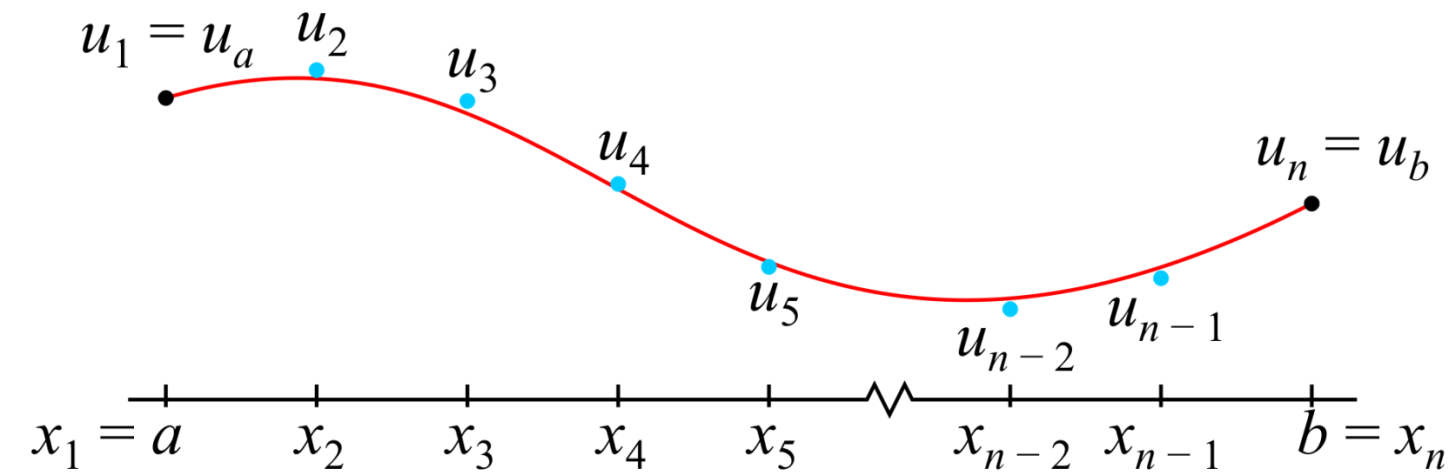 u₁ = uₐ
u₂
u₃
u₄
u₅
uₙ₋₂
uₙ₋₁
uₙ = u_b
x₁ = a
x₂
x₃
x₄
x₅
xₙ₋₂
xₙ₋₁
b = xₙ